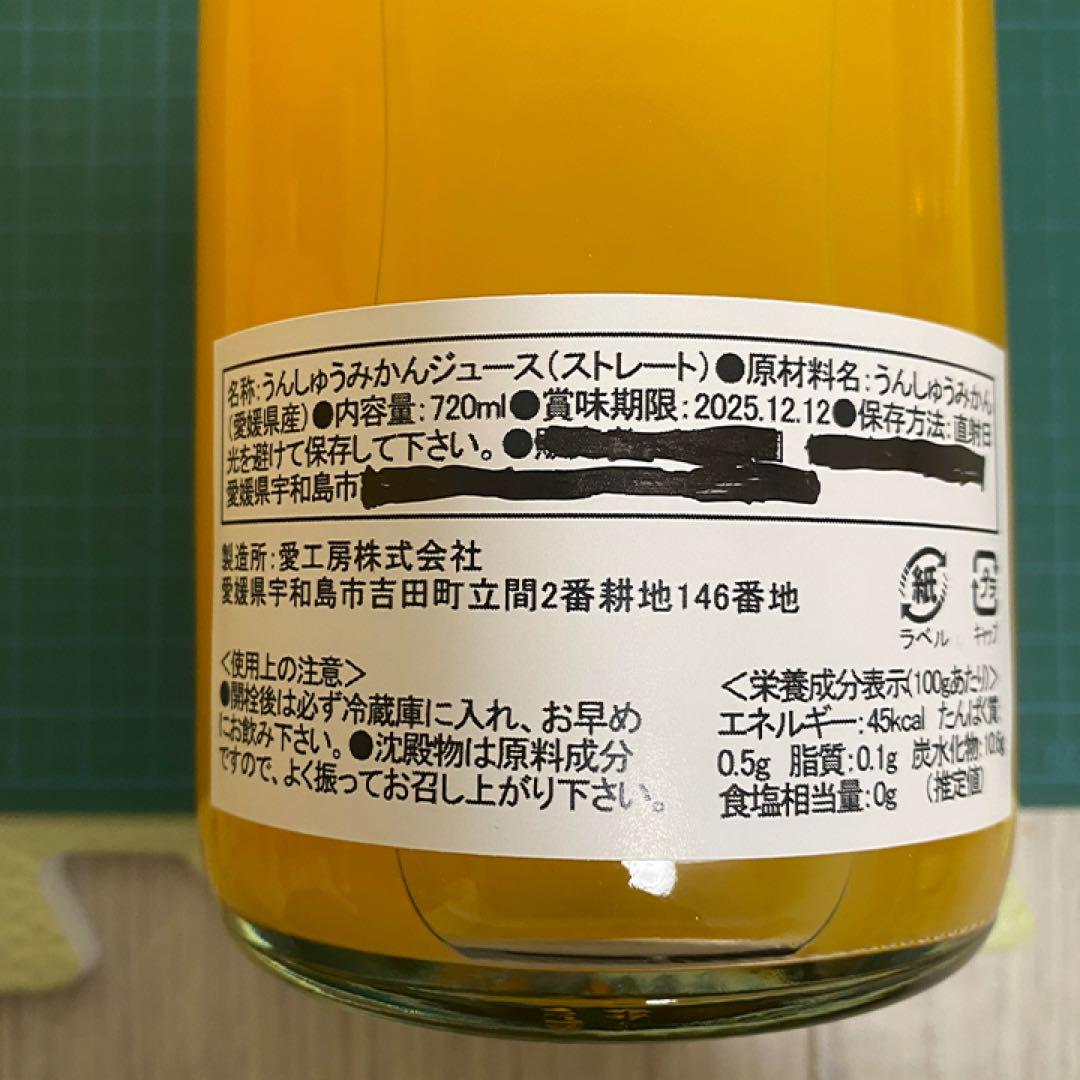 名称:うんしゅうみかんジュース(ストレート)●原材料名:うんしゅうみかん
(愛媛県産)●内容量:720ml●賞味期限:2025.12.12●保存方法:直射日
光を避けて保存して下さい。●
愛媛県宇和島市
製造所:愛工房株式会社
愛媛県宇和島市吉田町立間2番耕地146番地
紙
ラベル
プラ
キャップ
<使用上の注意>
●開栓後は必ず冷蔵庫に入れ、お早め
にお飲み下さい。●沈殿物は原料成分
ですので、よく振ってお召し上がり下さい。
<栄養成分表示(100gあたり)>
エネルギー:45kcal たんぱく質:
0.5g 脂質:0.1g 炭水化物:10.6g
食塩相当量:0g (推定値)